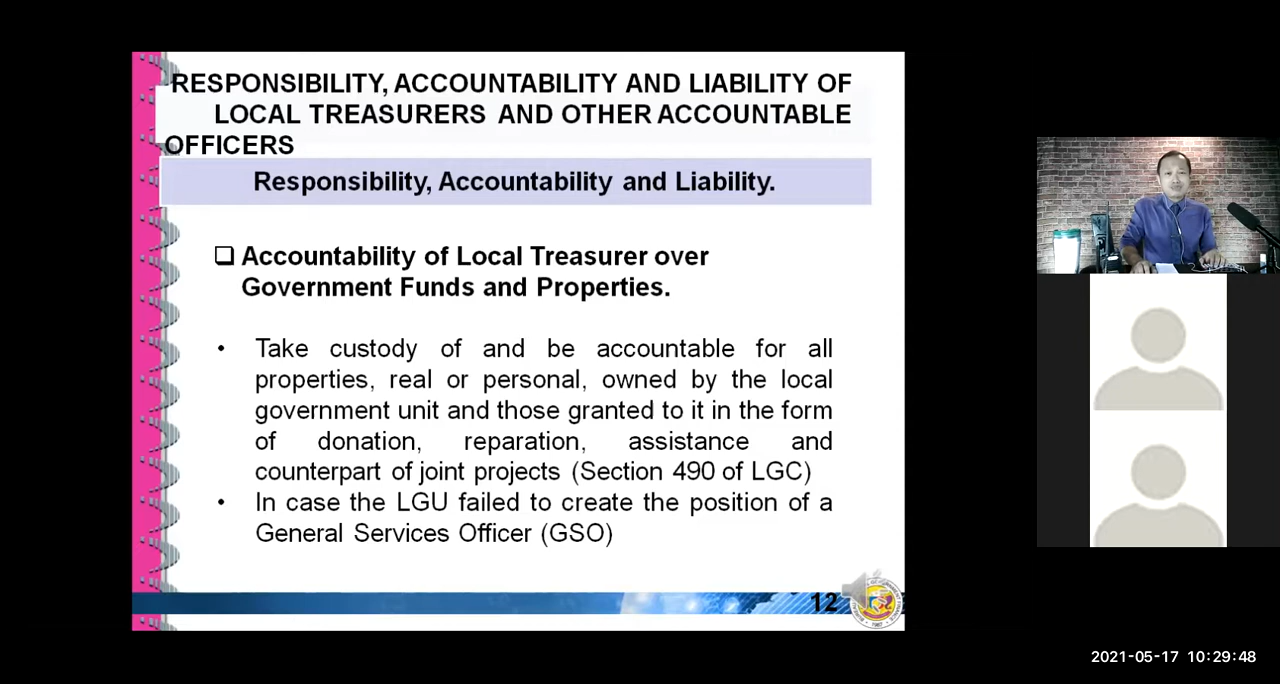 RESPONSIBILITY, ACCOUNTABILITY AND LIABILITY OF
LOCAL TREASURERS AND OTHER ACCOUNTABLE
OFFICERS
Responsibility, Accountability and Liability.
❑ Accountability of Local Treasurer over
Government Funds and Properties.
• Take custody of and be accountable for all
properties, real or personal, owned by the local
government unit and those granted to it in the form
of donation, reparation, assistance and
counterpart of joint projects (Section 490 of LGC)
• In case the LGU failed to create the position of a
General Services Officer (GSO)
12
2021-05-17 10:29:48